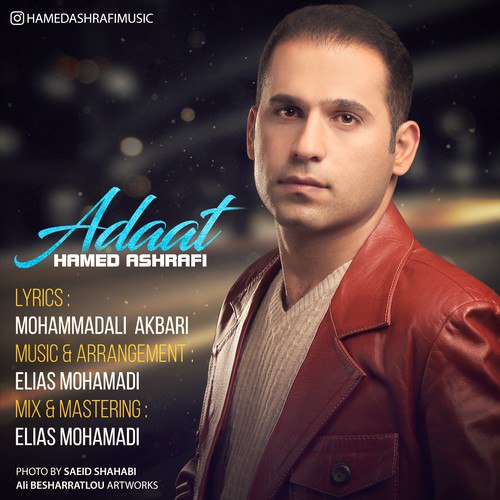 HAMEDASHRAFIMUSIC
Adaat
HAMED ASHRAFI
LYRICS :
MOHAMMADALI AKBARI
MUSIC & ARRANGEMENT :
ELIAS MOHAMADI
MIX & MASTERING :
ELIAS MOHAMADI
PHOTO BY SAEID SHAHABI
Ali BESHARRATLOU ARTWORKS